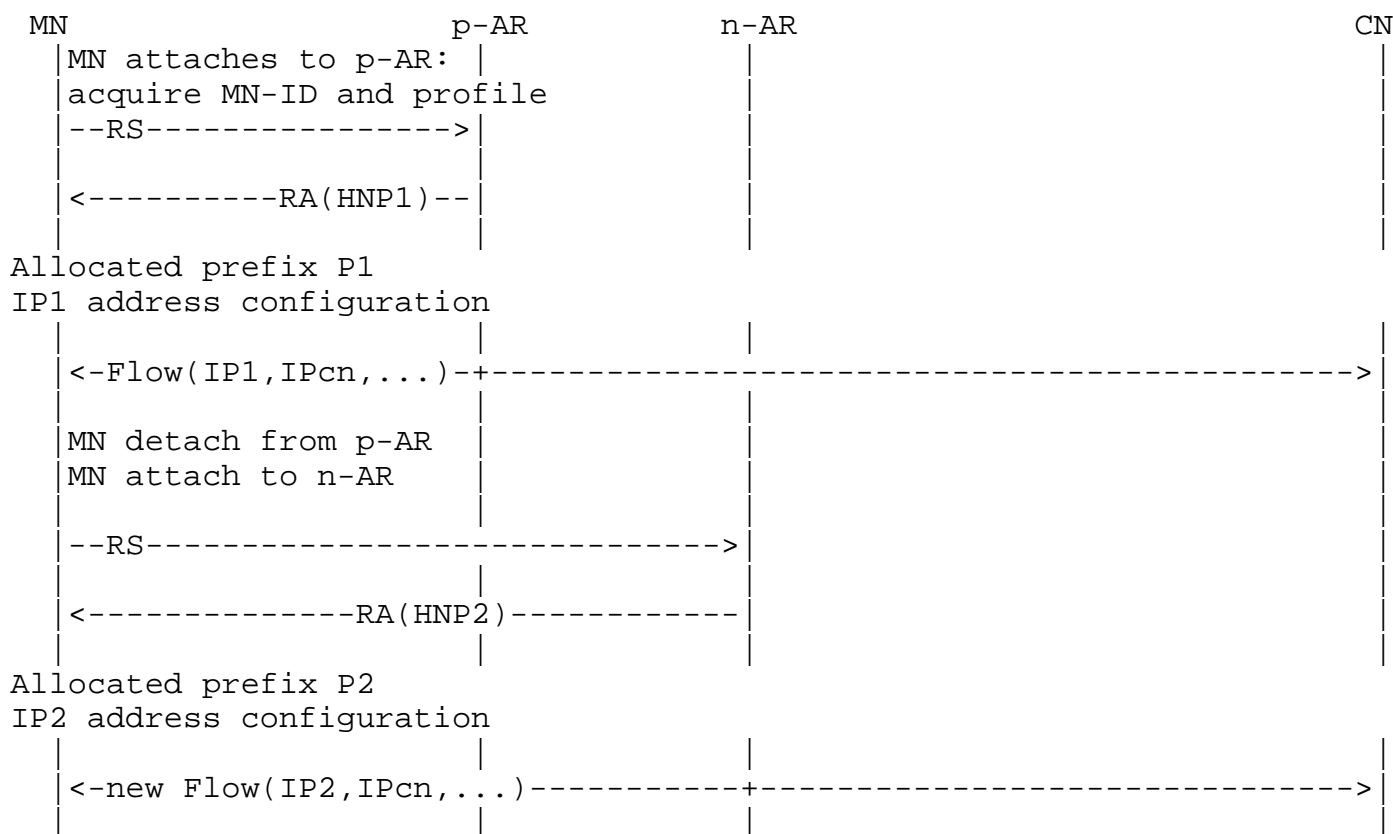 MN p-AR n-AR CN
MN attaches to p-AR:
acquire MN-ID and profile
--RS---------------->
<----------RA(HNP1)--
Allocated prefix P1
IP1 address configuration
<-Flow(IP1,IPcn,...)-+------------------------------------------------>
MN detach from p-AR
MN attach to n-AR
--RS------------------------------->
<--------------RA(HNP2)------------
Allocated prefix P2
IP2 address configuration
<-new Flow(IP2,IPcn,...)-----------+--------------------------------->